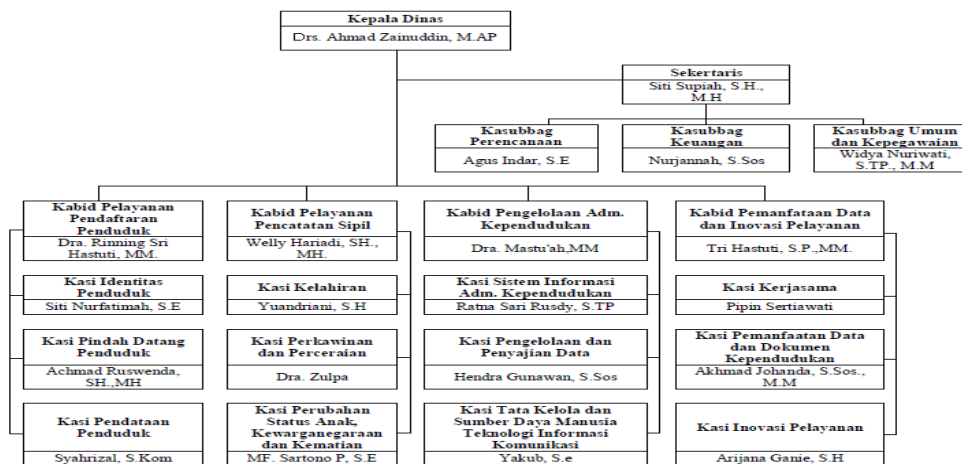 Kepala Dinas
Drs. Ahmad Zainuddin, M.AP
Sekertaris
Siti Supiah, S.H.,
M.H
Kasubbag
Perencanaan
Agus Indar, S.E
Kasubbag
Keuangan
Nurjannah, S.Sos
Kasubbag Umum
dan Kepegawaian
Widya Nuriwati,
S.TP., M.M
Kabid Pelayanan
Pendaftaran
Penduduk
Dra. Rinning Sri
Hastuti, MM.
Kasi Identitas
Penduduk
Siti Nurfatimah, S.E
Kasi Pindah Datang
Penduduk
Achmad Ruswenda,
SH.,MH
Kasi Pendataan
Penduduk
Syahrizal, S.Kom
Kabid Pelayanan
Pencatatan Sipil
Welly Hariadi, SH.,
MH.
Kasi Kelahiran
Yuandriani, S.H
Kasi Perkawinan
dan Perceraian
Dra. Zulpa
Kasi Perubahan
Status Anak,
Kewarganegaraan
dan Kematian
MF. Sartono P, S.E
Kabid Pengelolaan Adm.
Kependudukan
Dra. Mastu'ah,MM
Kasi Sistem Informasi
Adm. Kependudukan
Ratna Sari Rusdy, S.TP
Kasi Pengelolaan dan
Penyajian Data
Hendra Gunawan, S.Sos
Kasi Tata Kelola dan
Sumber Daya Manusia
Teknologi Informasi
Komunikasi
Yakub, S.e
Kabid Pemanfataan Data
dan Inovasi Pelayanan
Tri Hastuti, S.P.,MM.
Kasi Kerjasama
Pipin Sertiawati
Kasi Pemanfaatan Data
dan Dokumen
Kependudukan
Akhmad Johanda, S.Sos.,
M.M
Kasi Inovasi Pelayanan
Arijana Ganie, S.H